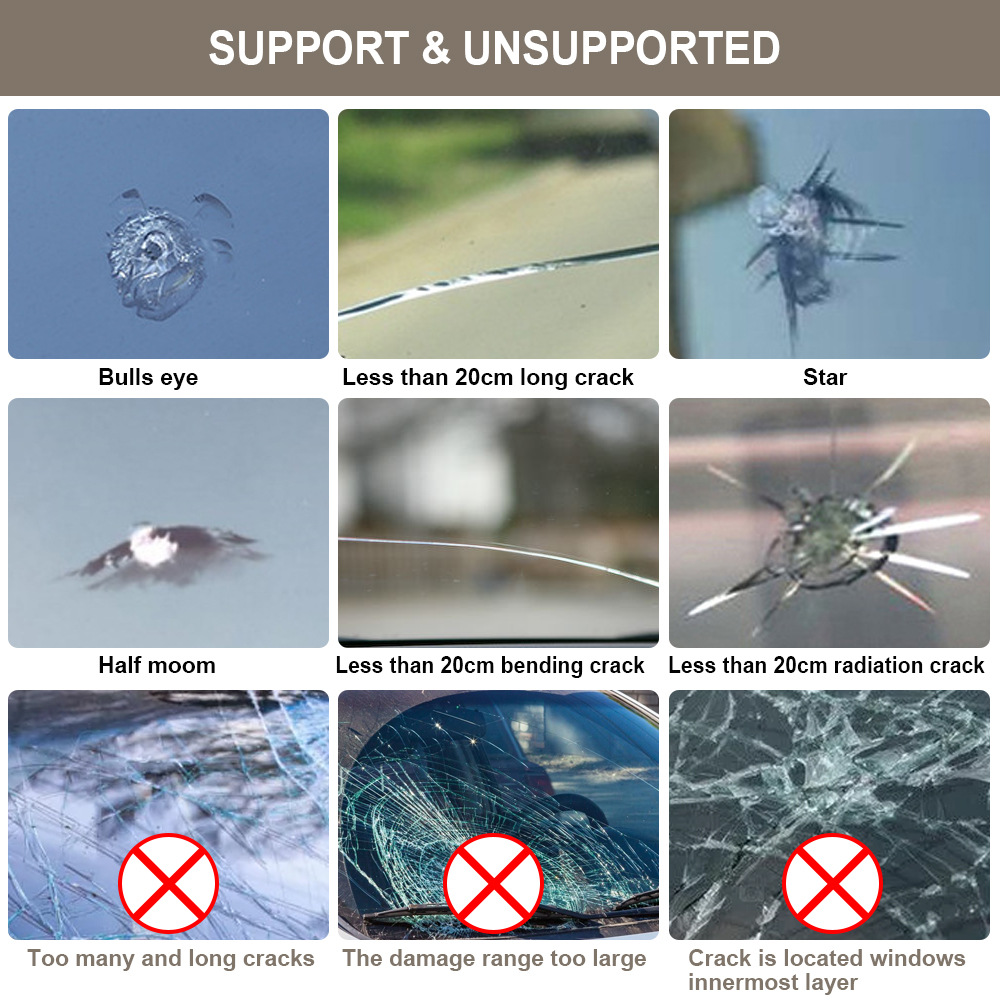 SUPPORT & UNSUPPORTED
Bulls eye
Less than 20cm long crack
Star
Half moom
Less than 20cm bending crack
Less than 20cm radiation crack
Too many and long cracks
The damage range too large
Crack is located windows
innermost layer